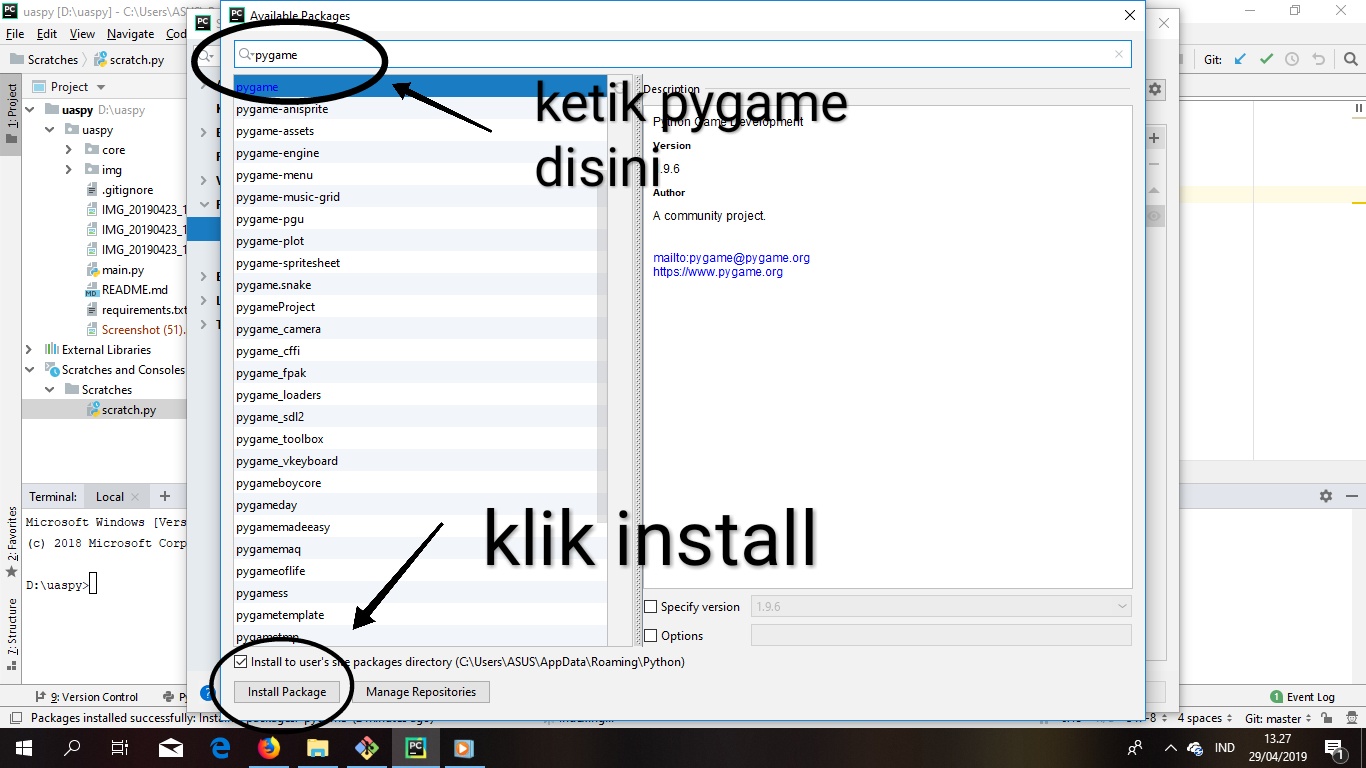 uaspy [D:\uaspy] - C:\Users\ASUS
Available Packages
File Edit View Navigate
Scratches scratch.py
pygame
Git:
1: Project
Project
uaspy D:\uaspy
uaspy
core
img
.gitignore
IMG_20190423_1
IMG_20190423_1
IMG_20190423_1
main.py
README.md
requirements.txt
Screenshot (51).
External Libraries
Scratches and Consoles
Scratches
scratch.py
pygame
pygame-anisprite
pygame-assets
pygame-engine
pygame-menu
pygame-music-grid
pygame-pgu
pygame-plot
pygame-spritesheet
pygame.snake
pygameProject
pygame_camera
pygame_cffi
pygame_fpak
pygame_loaders
pygame_sdl2
pygame_toolbox
pygame_vkeyboard
pygameboycore
pygameday
pygamemadeeasy
pygamemaq
pygameoflife
pygamess
pygametemplate
pygametmp
ketik pygame
disini
Description
Python Game Development
Version
.9.6
Author
A community project.
mailto:pygame@pygame.org
https://www.pygame.org
klik install
Specify version 1.9.6
Options
Install to user's site packages directory (C:\Users\ASUS\AppData\Roaming\Python)
Install Package Manage Repositories
Terminal: Local
Microsoft Windows [Vers
(c) 2018 Microsoft Corp
D:\uaspy>
2: Favorites
7: Structure
9: Version Control
1 Event Log
Packages installed successfully:
4 spaces Git: master
IND
13.27
29/04/2019
1